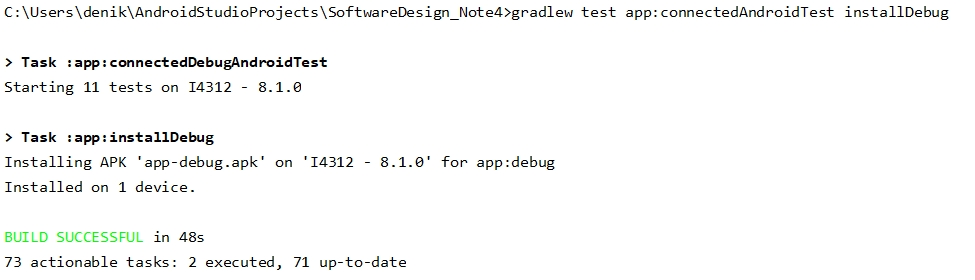 C:\Users\denik\AndroidStudioProjects\SoftwareDesign_Note4>gradlew test app:connectedAndroidTest installDebug
> Task :app:connectedDebugAndroidTest
Starting 11 tests on I4312 - 8.1.0
> Task :app:installDebug
Installing APK 'app-debug.apk' on 'I4312 - 8.1.0' for app:debug
Installed on 1 device.
BUILD SUCCESSFUL in 48s
73 actionable tasks: 2 executed, 71 up-to-date